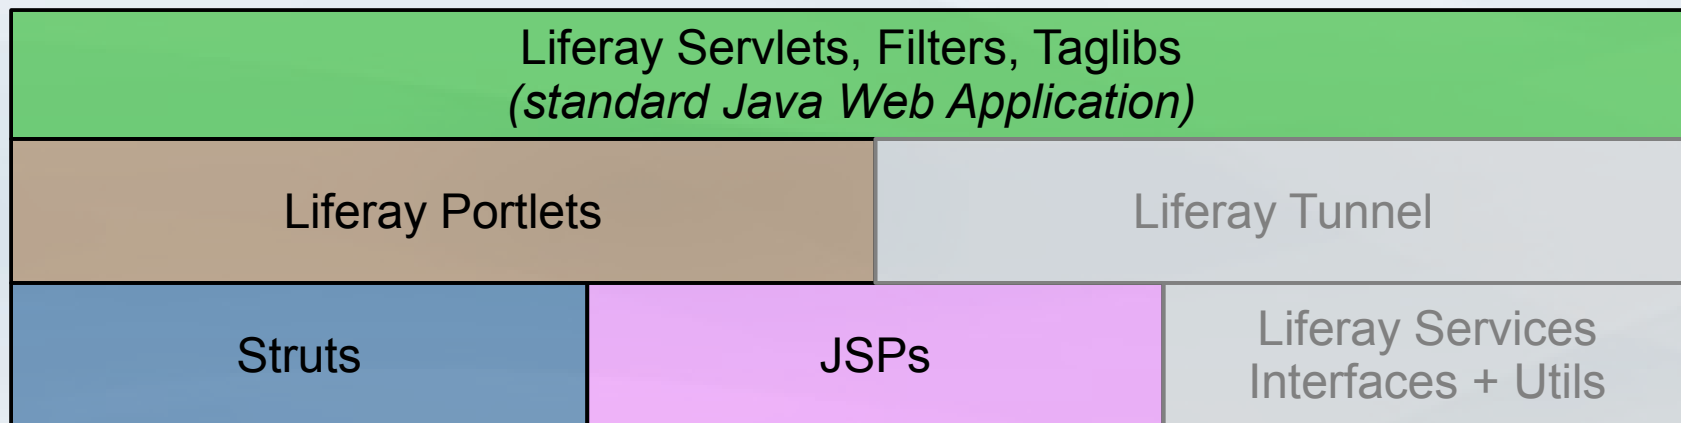 Liferay Servlets, Filters, Taglibs
(standard Java Web Application)
Liferay Portlets
Liferay Tunnel
Struts
JSPs
Liferay Services
Interfaces + Utils